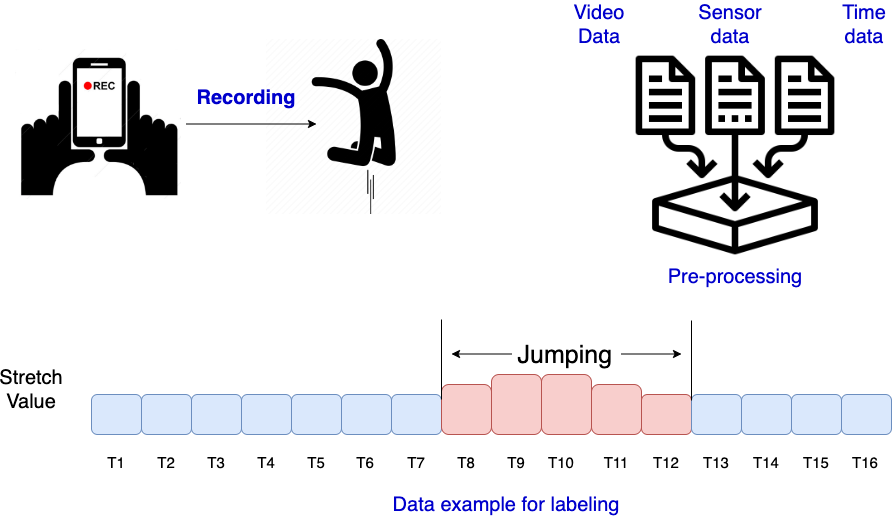 Video
Data
Sensor
data
Time
data
REC
Recording
Pre-processing
Jumping
Stretch
Value
T1 T2 T3 T4 T5 T6 T7 T8 T9 T10 T11 T12 T13 T14 T15 T16
Data example for labeling